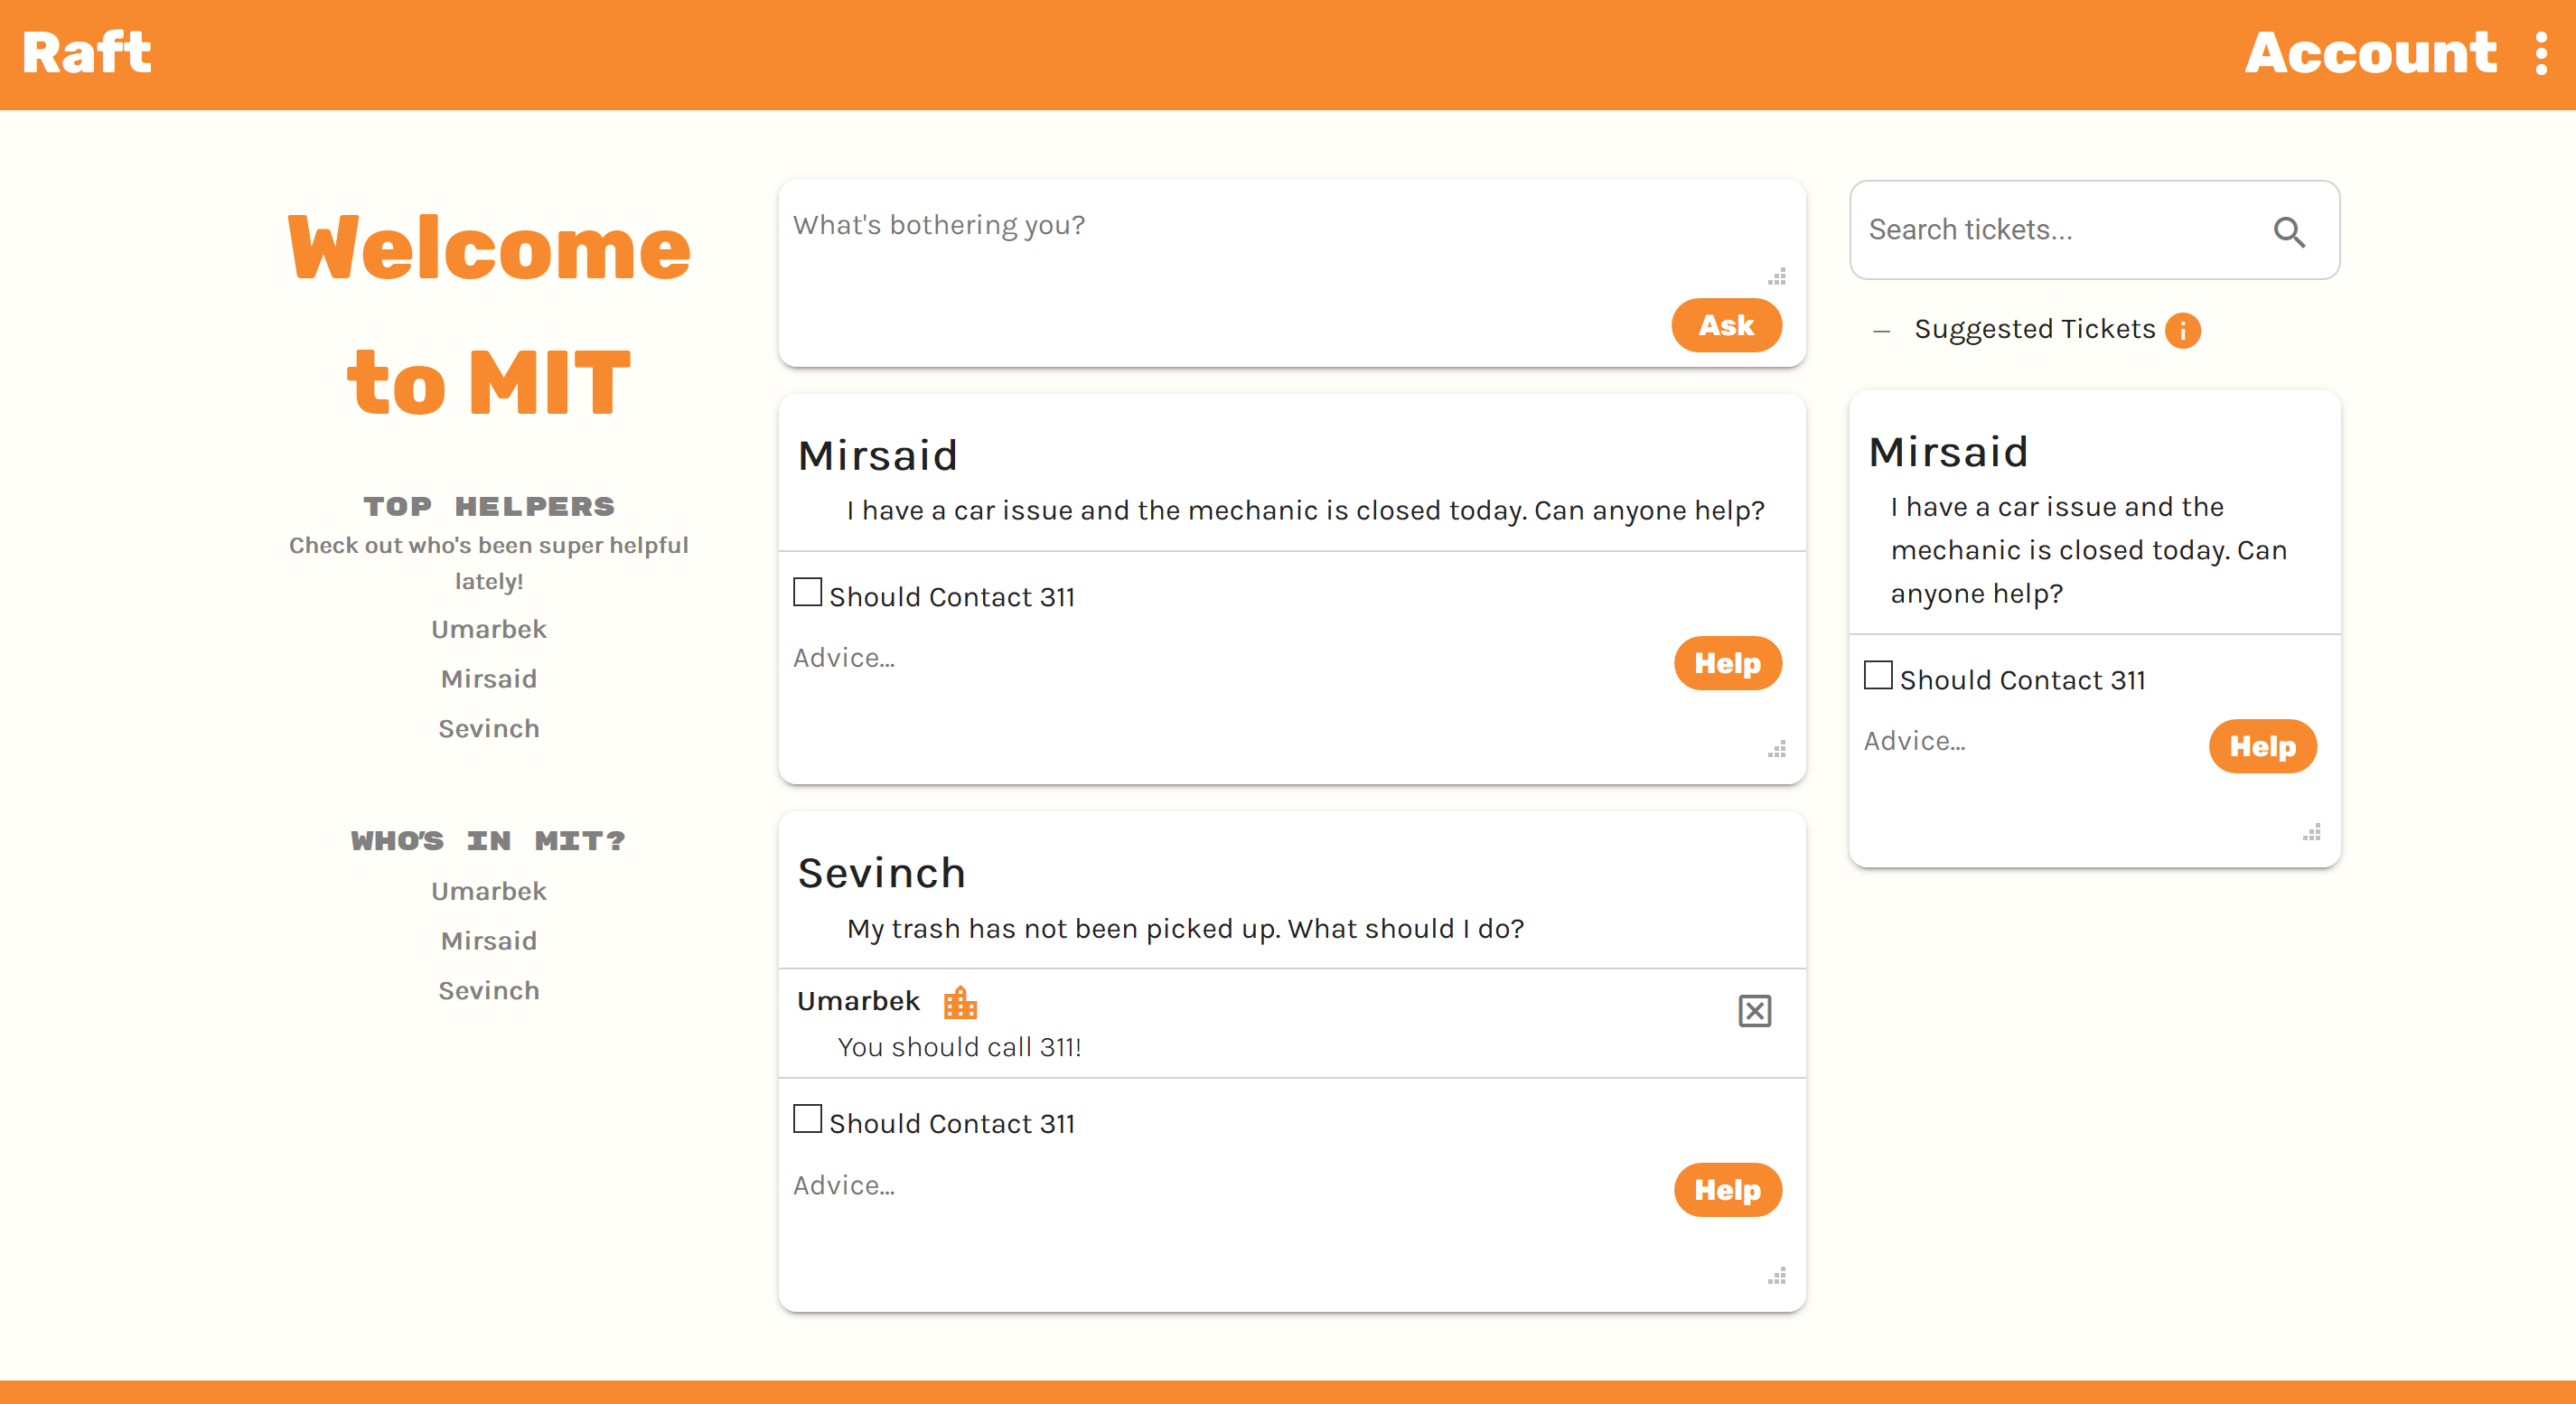 Raft
Account
Welcome
to MIT
TOP HELPERS
Check out who's been super helpful
lately!
Umarbek
Mirsaid
Sevinch
WHO'S IN MIT?
Umarbek
Mirsaid
Sevinch
What's bothering you?
Ask
Mirsaid
I have a car issue and the mechanic is closed today. Can anyone help?
Should Contact 311
Advice...
Help
Sevinch
My trash has not been picked up. What should I do?
Umarbek
You should call 311!
Should Contact 311
Advice...
Help
Search tickets...
– Suggested Tickets i
Mirsaid
I have a car issue and the
mechanic is closed today. Can
anyone help?
Should Contact 311
Advice...
Help